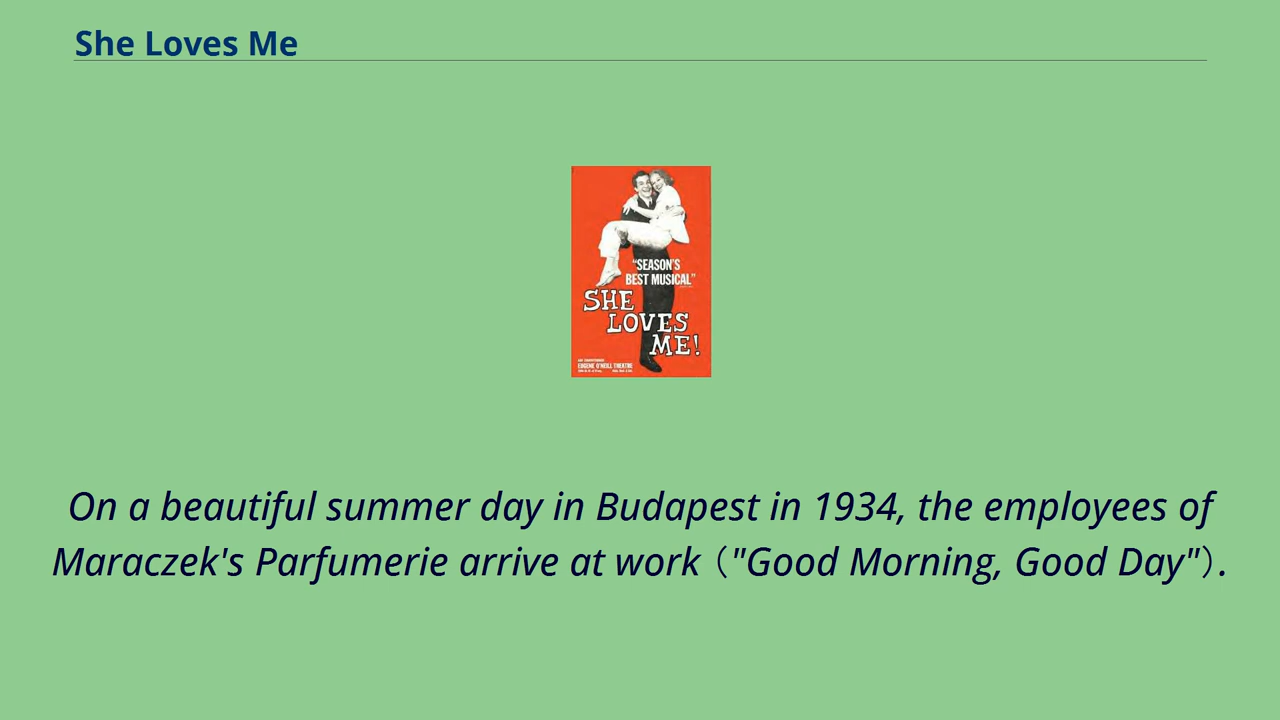 She Loves Me
"SEASON'S
BEST MUSICAL"
SHE
LOVES
ME!
EUGENE O'NEILL THEATRE
On a beautiful summer day in Budapest in 1934, the employees of
Maraczek's Parfumerie arrive at work（"Good Morning, Good Day"）.